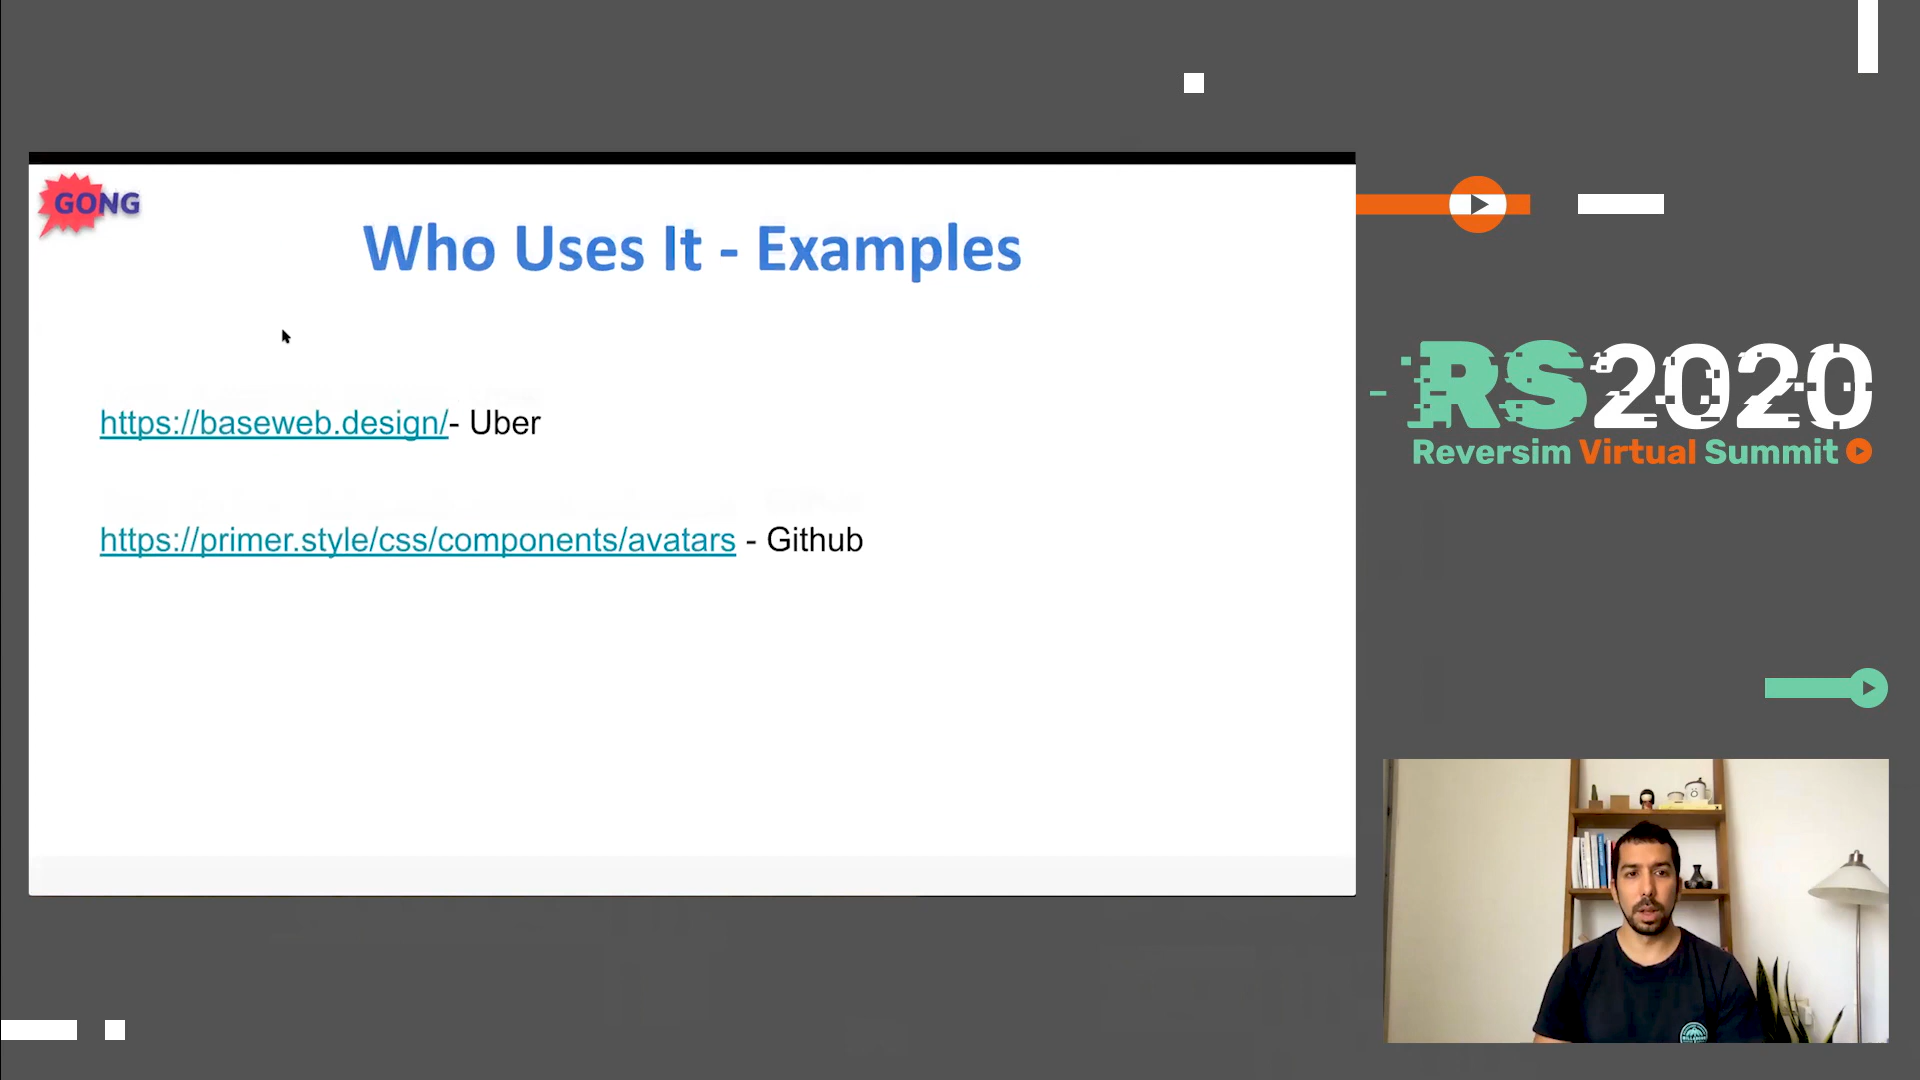 GONG
Who Uses It - Examples
https://baseweb.design/- Uber
https://primer.style/css/components/avatars - Github
RS2020
Reversim Virtual Summit